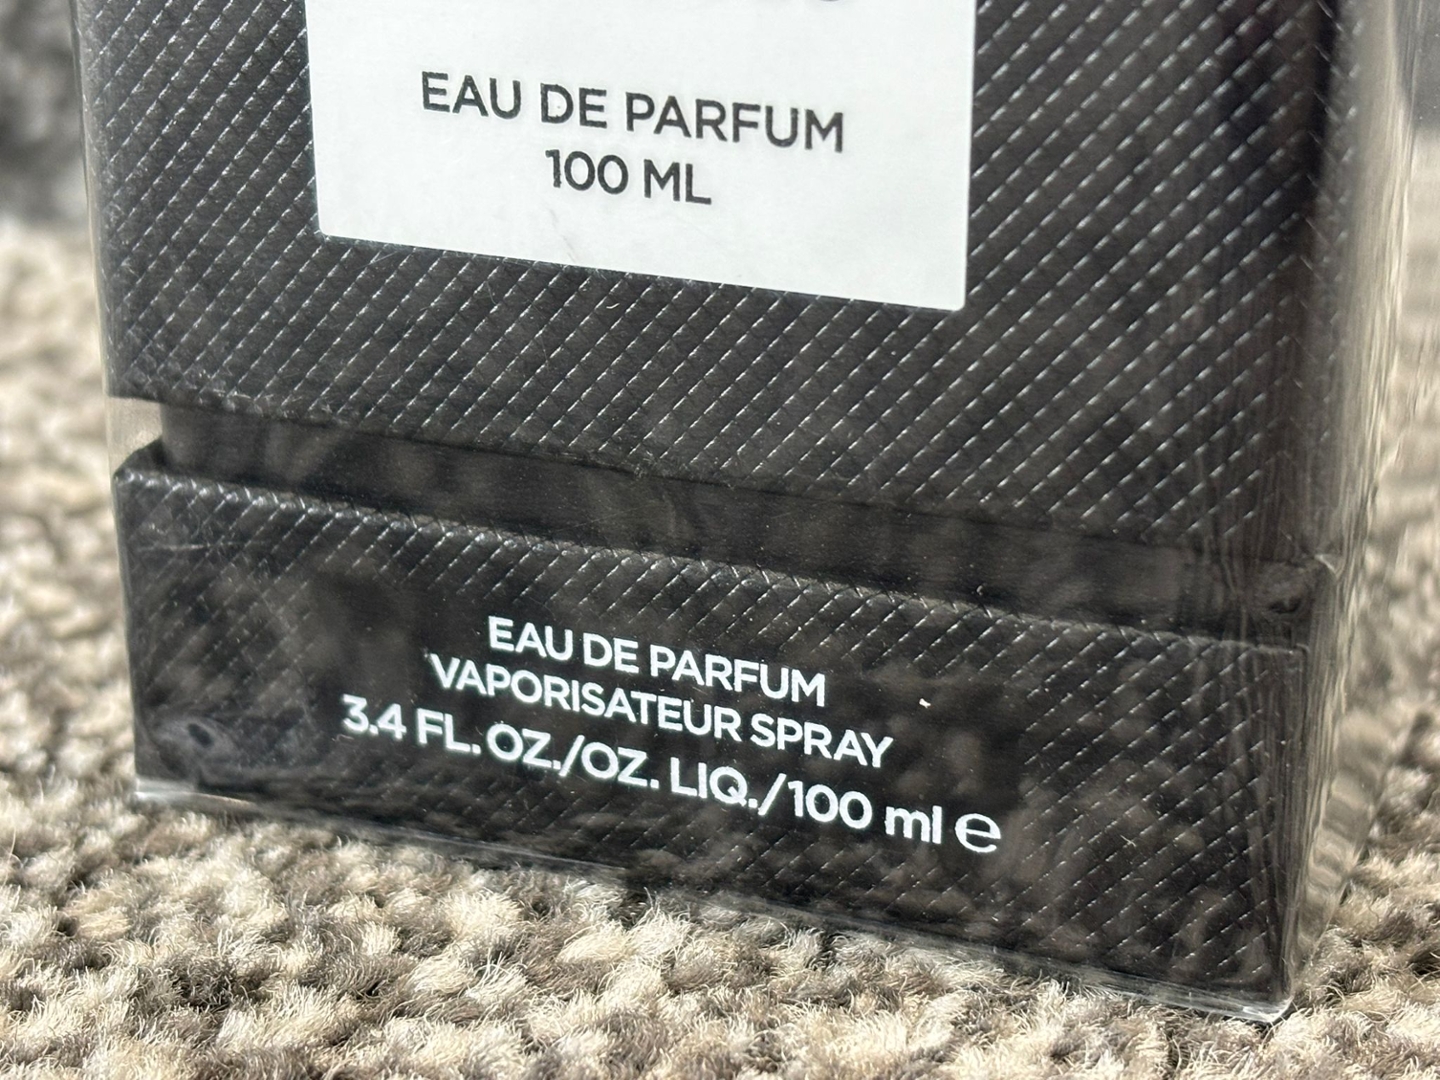 EAU DE PARFUM
100 ML
EAU DE PARFUM
VAPORISATEUR SPRAY
3.4 FL. OZ./OZ. LIQ./100 ml ℮